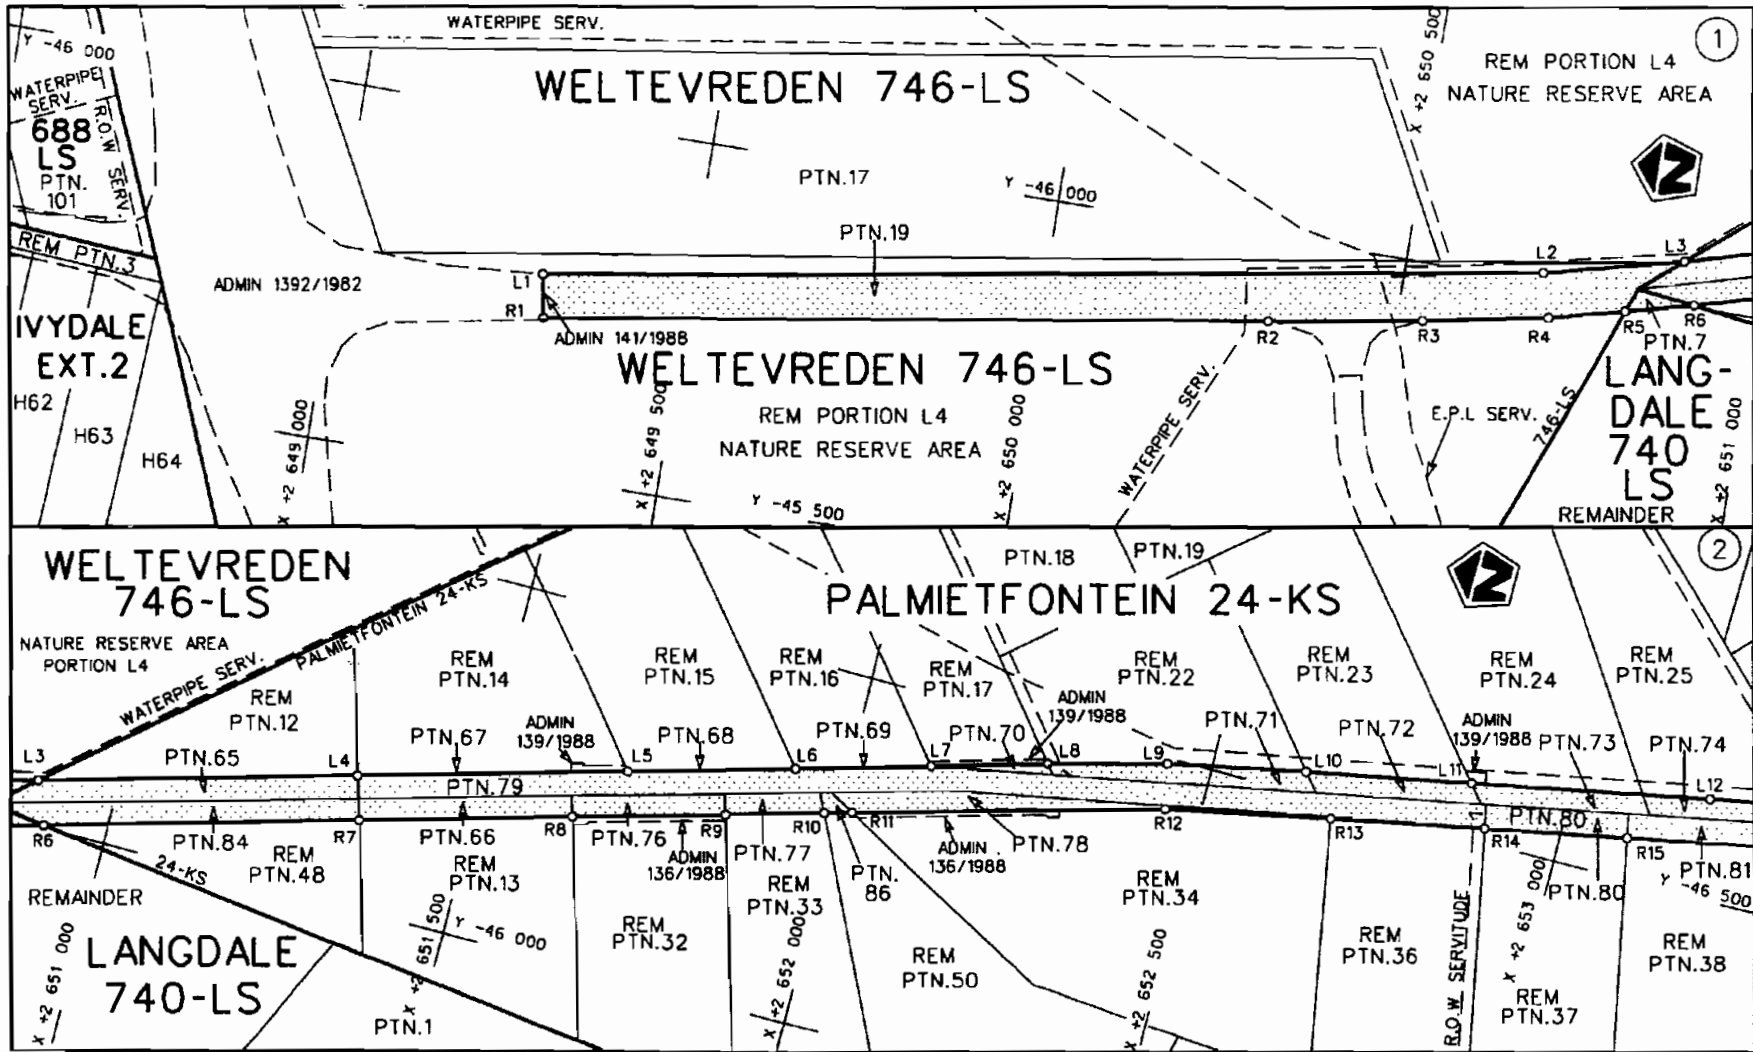 WATERPIPE SERV.
Y -46 000
1
REM PORTION L4
NATURE RESERVE AREA
X +2 650 500
WELTEVREDEN 746-LS
WATERPIPE
SERV.
R.O.W SERV.
688
LS
PTN.
101
PTN.17
Y -46 000
Z
REM PTN.3
PTN.19
L2
L3
ADMIN 1392/1982
L1
R1
ADMIN 141/1988
R2
R3
R4
R5
R6
PTN.7
IVYDALE
EXT.2
WELTEVREDEN 746-LS
LANG-
DALE
740
LS
REMAINDER
H62
H63
H64
X +2 649 000
X +2 649 500
REM PORTION L4
NATURE RESERVE AREA
Y -45 500
X +2 650 000
WATERPIPE SERV.
E.P.L SERV.
746-LS
X +2 651 000
WELTEVREDEN
746-LS
2
PTN.18
PTN.19
PALMIETFONTEIN 24-KS
Z
NATURE RESERVE AREA
PORTION L4
WATERPIPE SERV.
PALMIETFONTEIN 24-KS
REM
PTN.12
REM
PTN.14
REM
PTN.15
REM
PTN.16
REM
PTN.17
REM
PTN.22
REM
PTN.23
REM
PTN.24
REM
PTN.25
ADMIN
139/1988
ADMIN
139/1988
ADMIN
139/1988
PTN.65
PTN.67
PTN.68
PTN.69
PTN.70
PTN.71
PTN.72
PTN.73
PTN.74
L3
L4
L5
L6
L7
L8
L9
L10
L11
L12
PTN.79
PTN.80
R6
R7
R8
R9
R10
R11
R12
R13
R14
R15
PTN.84
PTN.66
PTN.76
PTN.77
PTN.
86
PTN.78
PTN.80
PTN.81
ADMIN
136/1988
ADMIN
136/1988
24-KS
REM
PTN.48
REM
PTN.13
REM
PTN.32
REM
PTN.33
REM
PTN.34
REM
PTN.50
REM
PTN.36
REM
PTN.37
REM
PTN.38
REMAINDER
LANGDALE
740-LS
PTN.1
X +2 651 000
X +2 651 500
Y -46 000
X +2 652 000
X +2 652 500
R.O.W SERVITUDE
X +2 653 000
Y -46 500